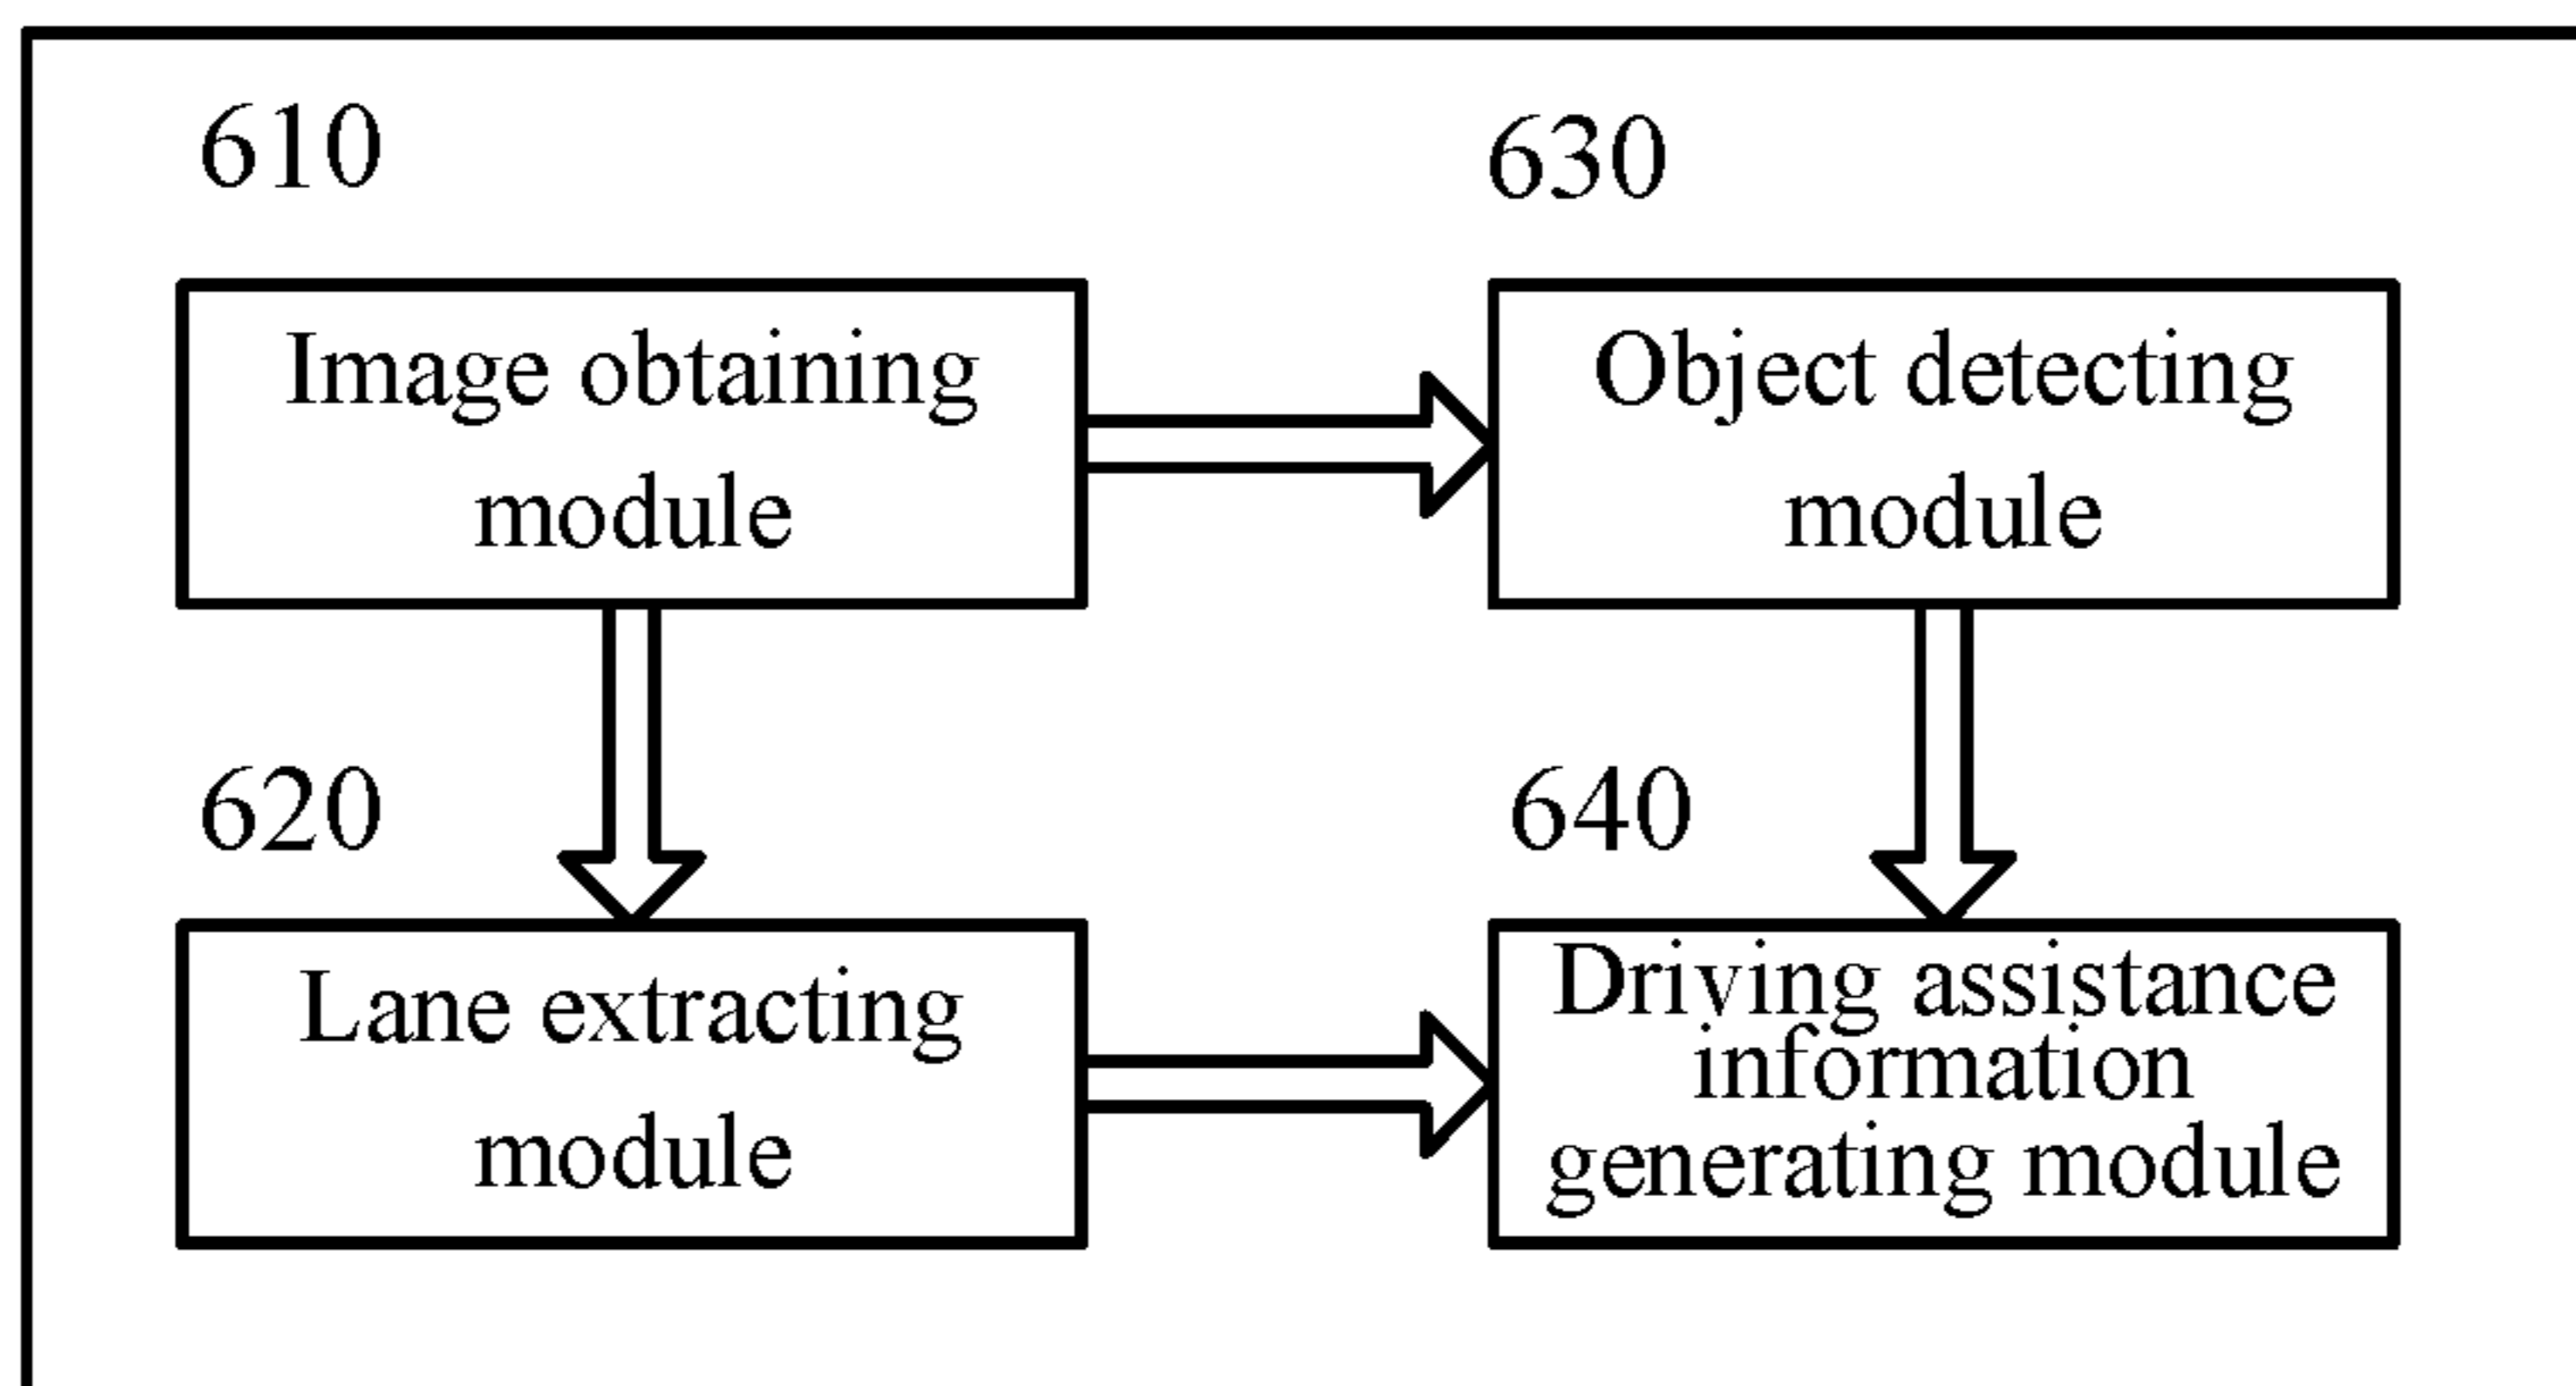 610
Image obtaining
module
630
Object detecting
module
620
Lane extracting
module
640
Driving assistance
information
generating module